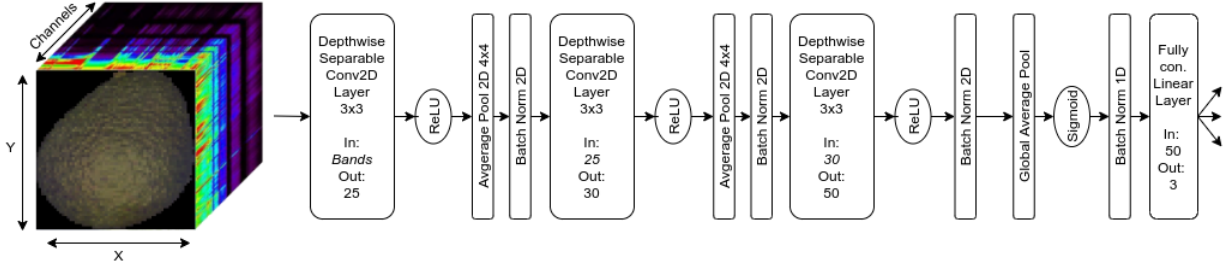 Channels
Y
X
Depthwise
Separable
Conv2D
Layer
3x3
In:
Bands
Out:
25
ReLU
Avgerage Pool 2D 4x4
Batch Norm 2D
Depthwise
Separable
Conv2D
Layer
3x3
In:
25
Out:
30
ReLU
Avgerage Pool 2D 4x4
Batch Norm 2D
Depthwise
Separable
Conv2D
Layer
3x3
In:
30
Out:
50
ReLU
Batch Norm 2D
Global Average Pool
Sigmoid
Batch Norm 1D
Fully
con.
Linear
Layer
In:
50
Out:
3